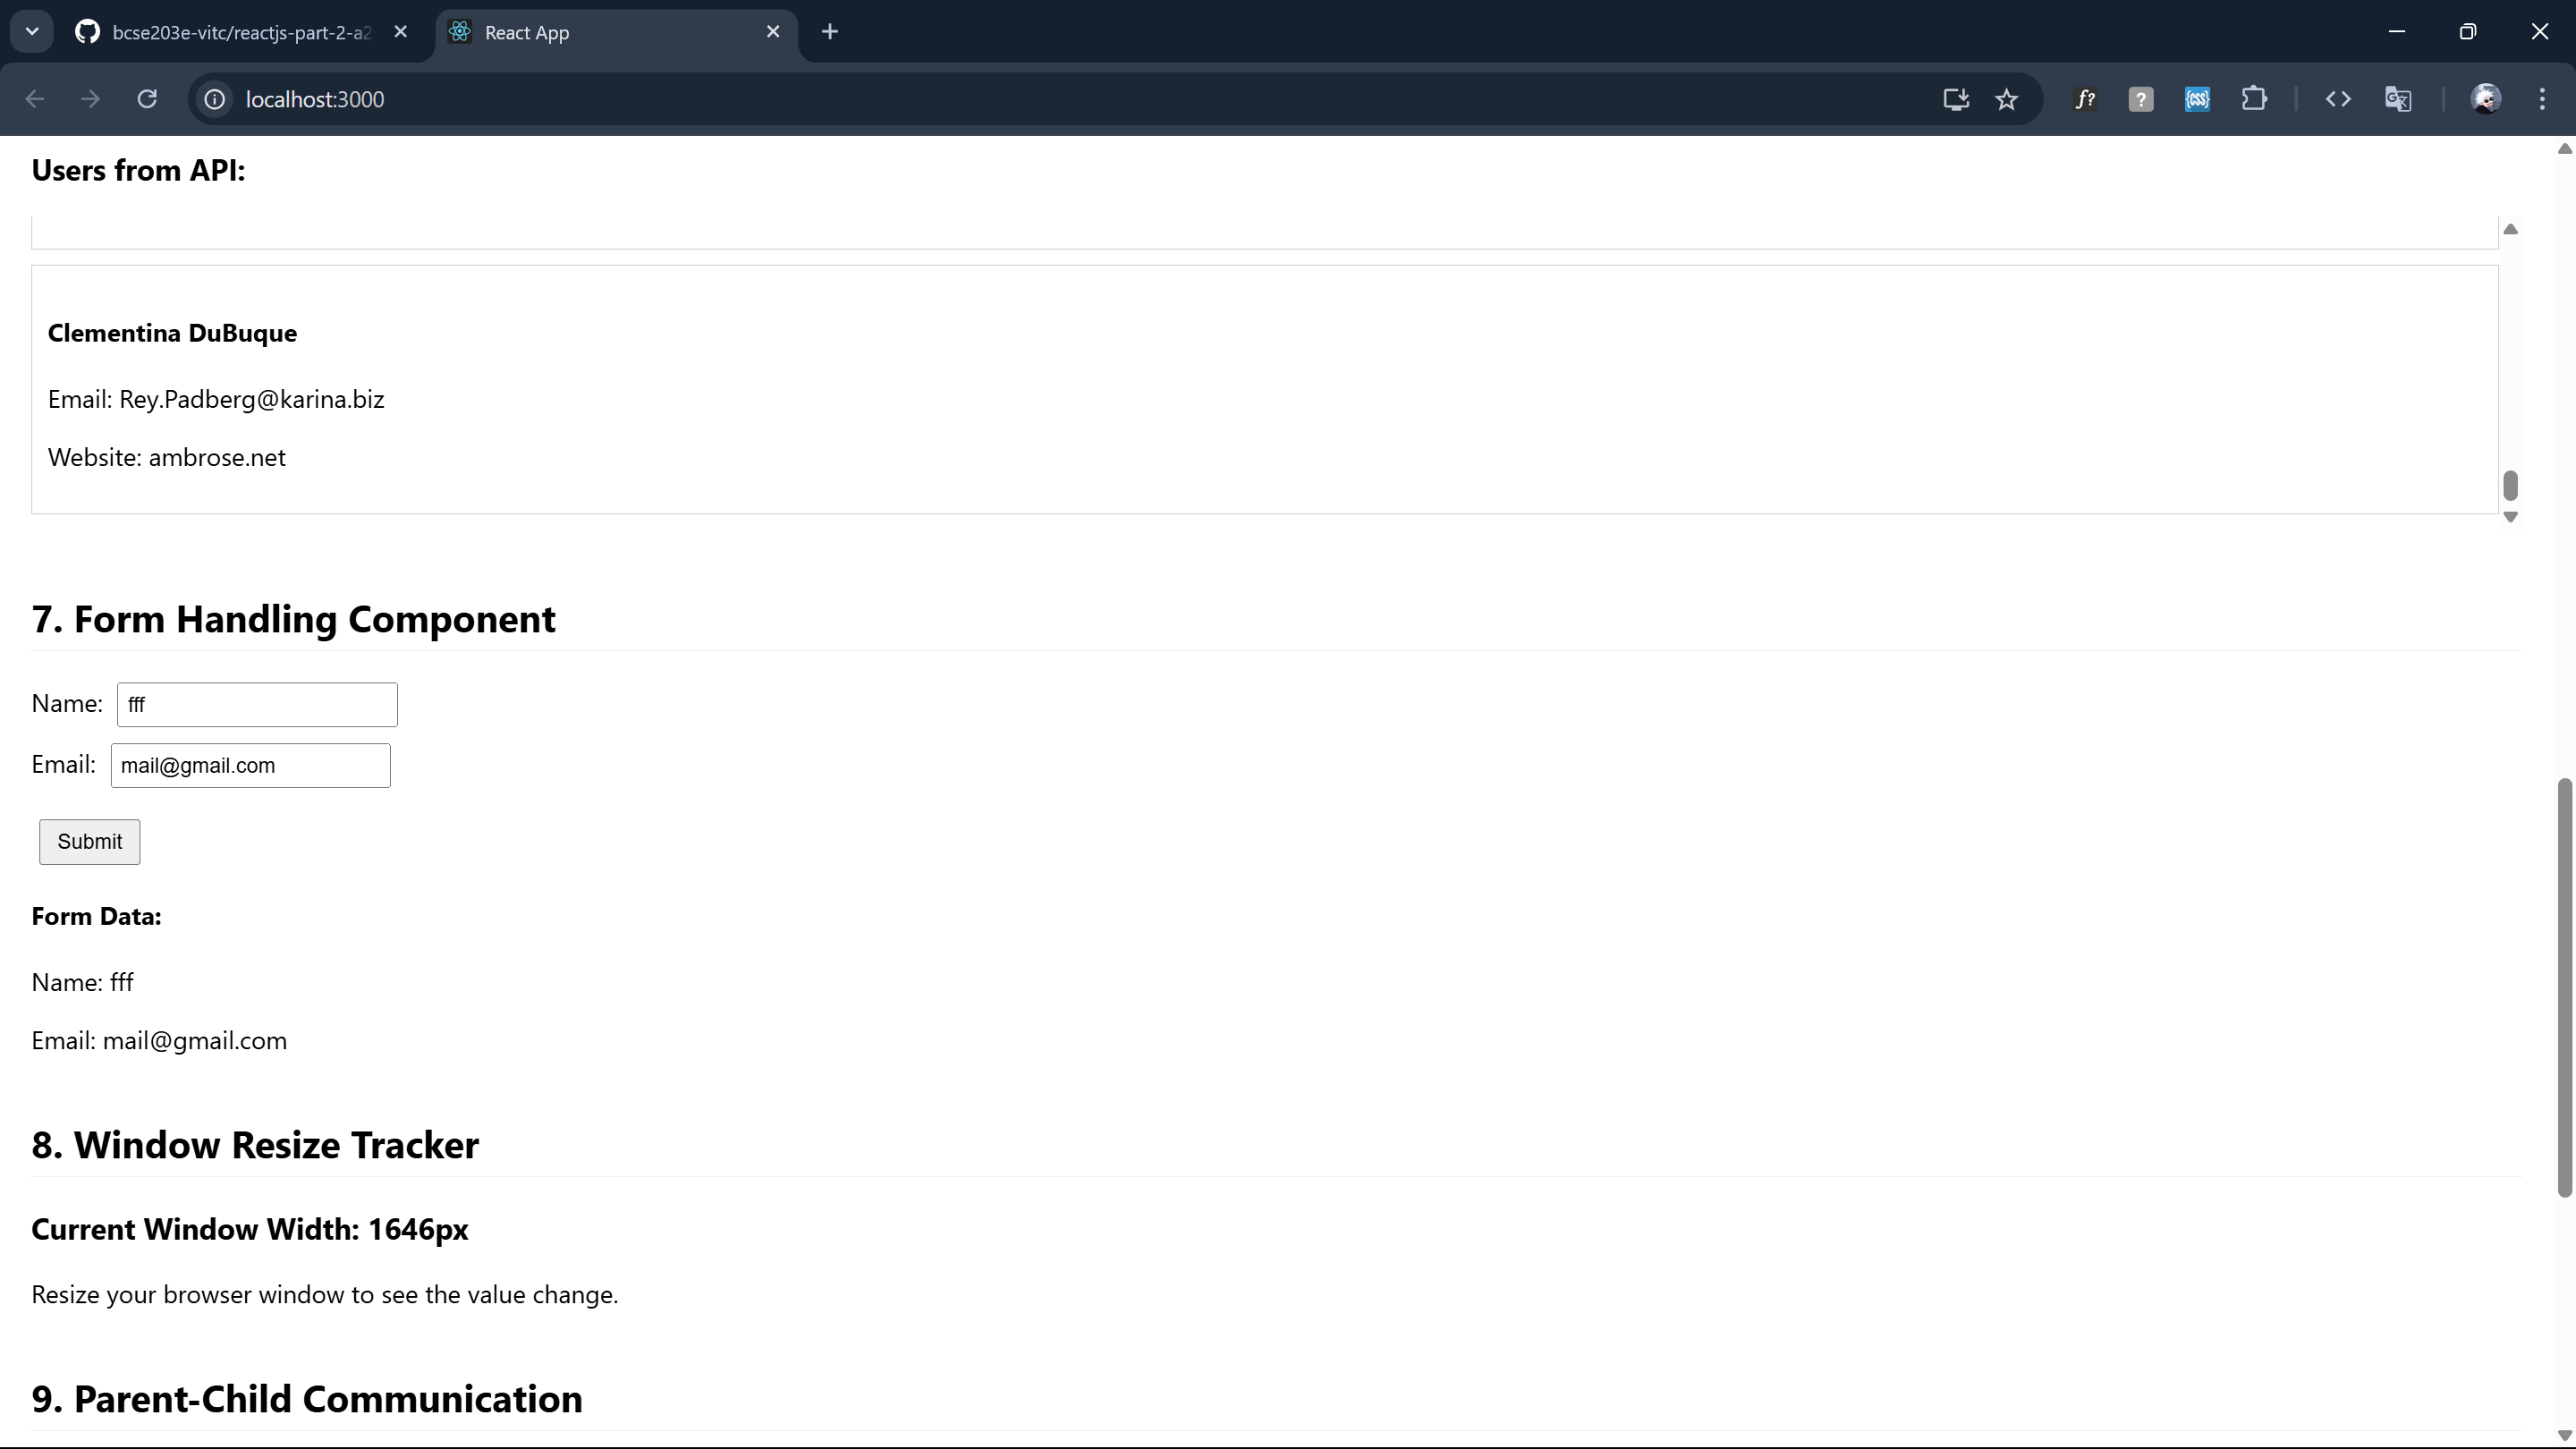 bcse203e-vitc/reactjs-part-2-a2
React App
localhost:3000
Users from API:
Clementina DuBuque
Email: Rey.Padberg@karina.biz
Website: ambrose.net
7. Form Handling Component
Name: fff
Email: mail@gmail.com
Submit
Form Data:
Name: fff
Email: mail@gmail.com
8. Window Resize Tracker
Current Window Width: 1646px
Resize your browser window to see the value change.
9. Parent-Child Communication